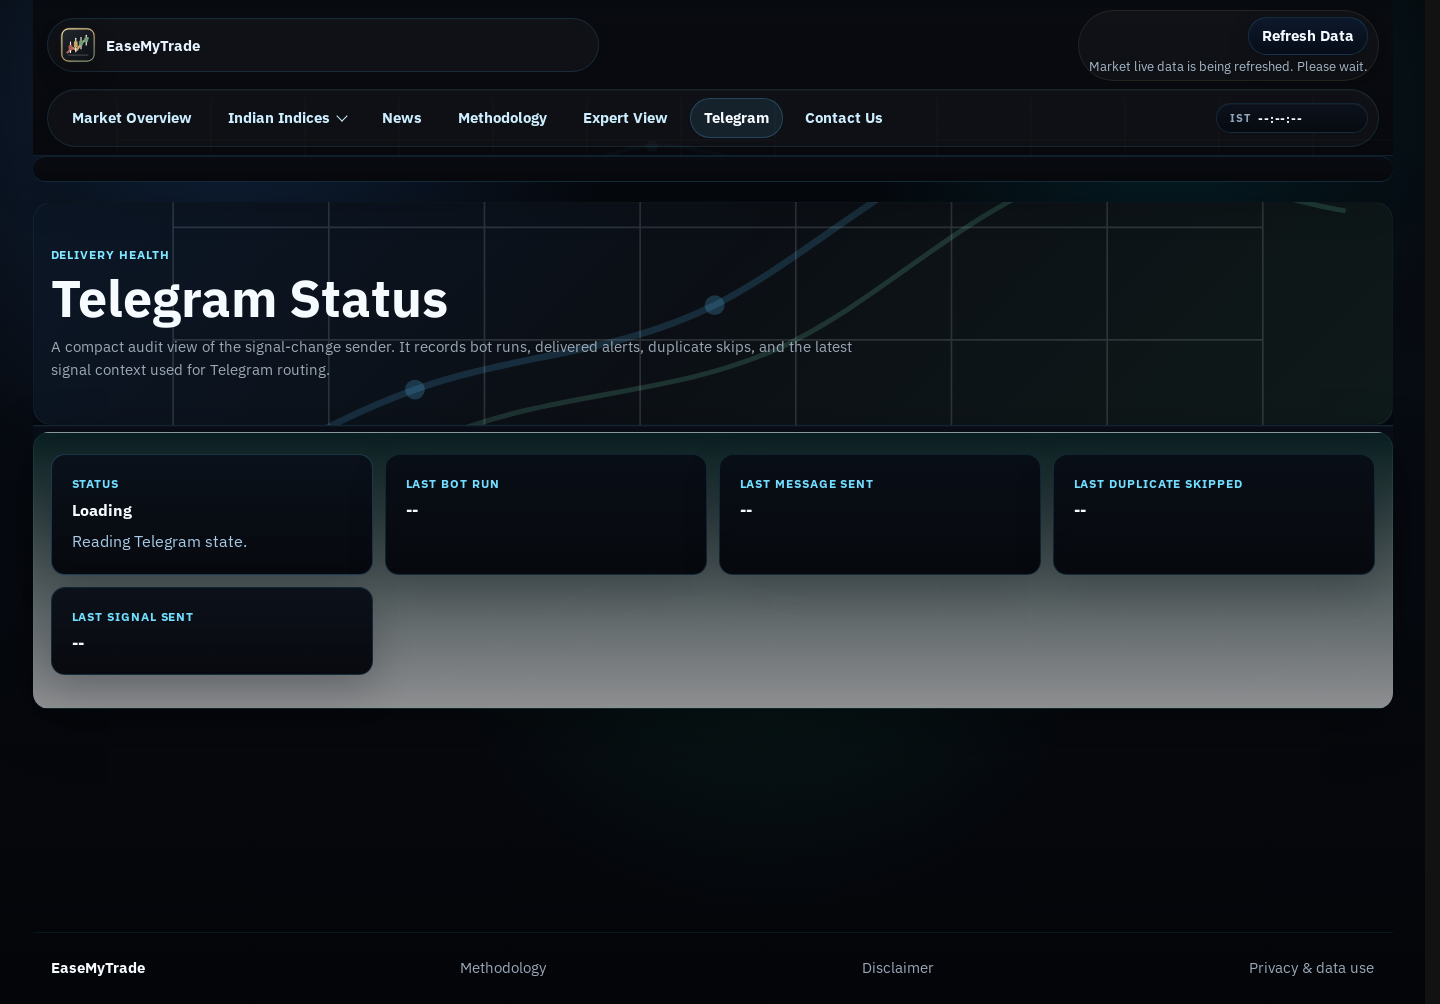 EaseMyTrade
Refresh Data
Market live data is being refreshed. Please wait.
Market Overview
Indian Indices
News
Methodology
Expert View
Telegram
Contact Us
IST --:--:--
DELIVERY HEALTH
Telegram Status
A compact audit view of the signal-change sender. It records bot runs, delivered alerts, duplicate skips, and the latest
signal context used for Telegram routing.
STATUS
Loading
Reading Telegram state.
LAST BOT RUN
--
LAST MESSAGE SENT
--
LAST DUPLICATE SKIPPED
--
LAST SIGNAL SENT
--
EaseMyTrade
Methodology
Disclaimer
Privacy & data use